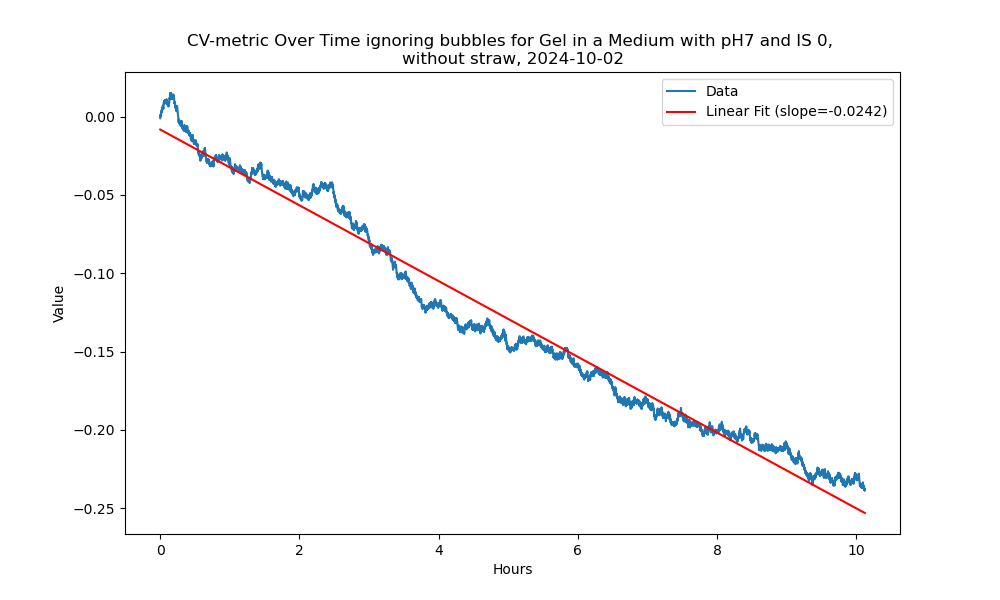 CV-metric Over Time ignoring bubbles for Gel in a Medium with pH7 and IS 0,
without straw, 2024-10-02
Data
Linear Fit (slope=-0.0242)
0.00
−0.05
−0.10
−0.15
−0.20
−0.25
Value
0 2 4 6 8 10
Hours